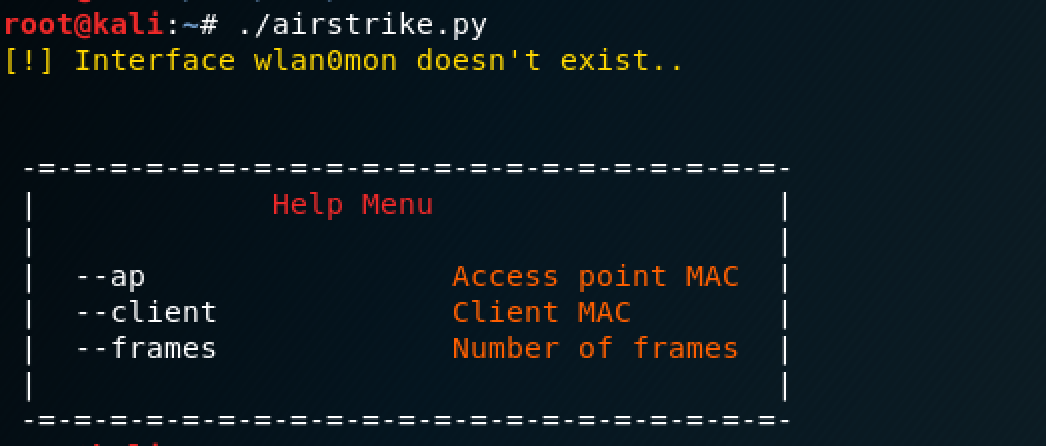 root@kali:~# ./airstrike.py
[!] Interface wlan0mon doesn't exist..
-=-=-=-=-=-=-=-=-=-=-=-=-=-=-=-=-=-=-=-=-=-
| Help Menu |
| |
| --ap Access point MAC |
| --client Client MAC |
| --frames Number of frames |
| |
-=-=-=-=-=-=-=-=-=-=-=-=-=-=-=-=-=-=-=-=-=-